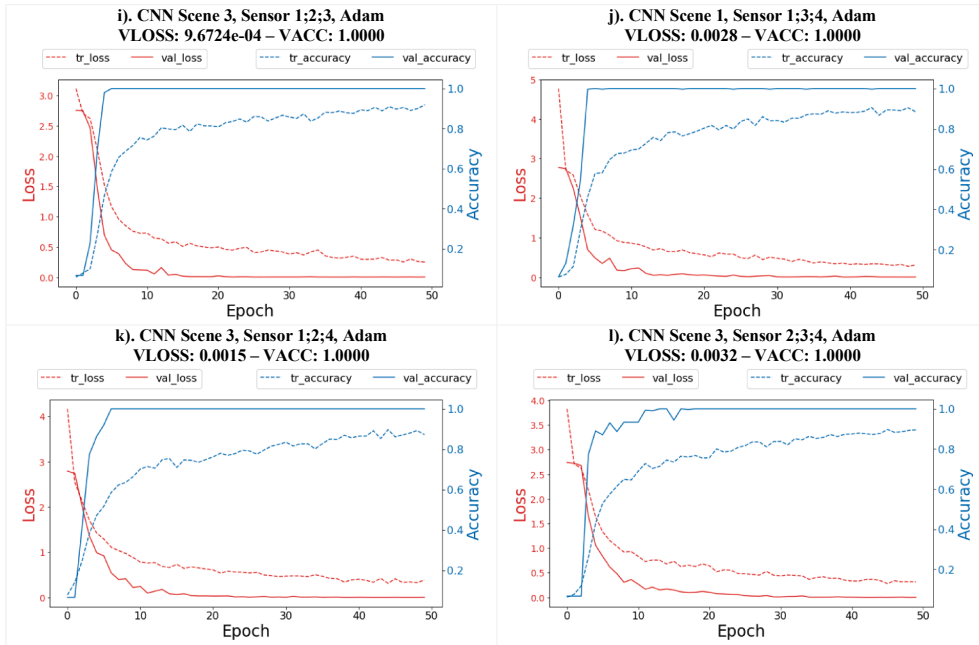 i). CNN Scene 3, Sensor 1;2;3, Adam
VLOSS: 9.6724e-04 – VACC: 1.0000
tr_loss val_loss tr_accuracy val_accuracy
3.0
2.5
2.0
1.5
1.0
0.5
0.0
Loss
1.0
0.8
0.6
0.4
0.2
Accuracy
0 10 20 30 40 50
Epoch
j). CNN Scene 1, Sensor 1;3;4, Adam
VLOSS: 0.0028 – VACC: 1.0000
tr_loss val_loss tr_accuracy val_accuracy
5
4
3
2
1
0
Loss
1.0
0.8
0.6
0.4
0.2
Accuracy
0 10 20 30 40 50
Epoch
k). CNN Scene 3, Sensor 1;2;4, Adam
VLOSS: 0.0015 – VACC: 1.0000
tr_loss val_loss tr_accuracy val_accuracy
4
3
2
1
0
Loss
1.0
0.8
0.6
0.4
0.2
Accuracy
0 10 20 30 40 50
Epoch
l). CNN Scene 3, Sensor 2;3;4, Adam
VLOSS: 0.0032 – VACC: 1.0000
tr_loss val_loss tr_accuracy val_accuracy
4.0
3.5
3.0
2.5
2.0
1.5
1.0
0.5
0.0
Loss
1.0
0.8
0.6
0.4
0.2
Accuracy
0 10 20 30 40 50
Epoch